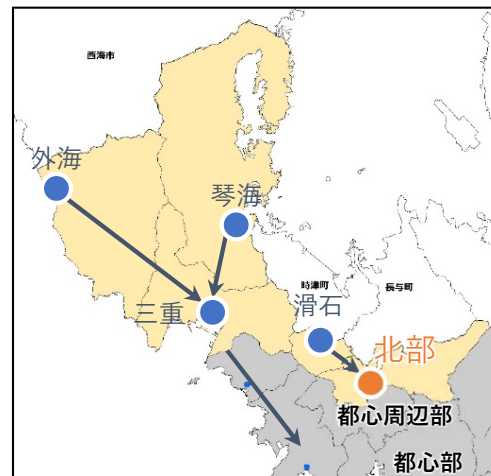 西海市
外海
琴海
時津町
長与町
三重
滑石
北部
都心周辺部
都心部